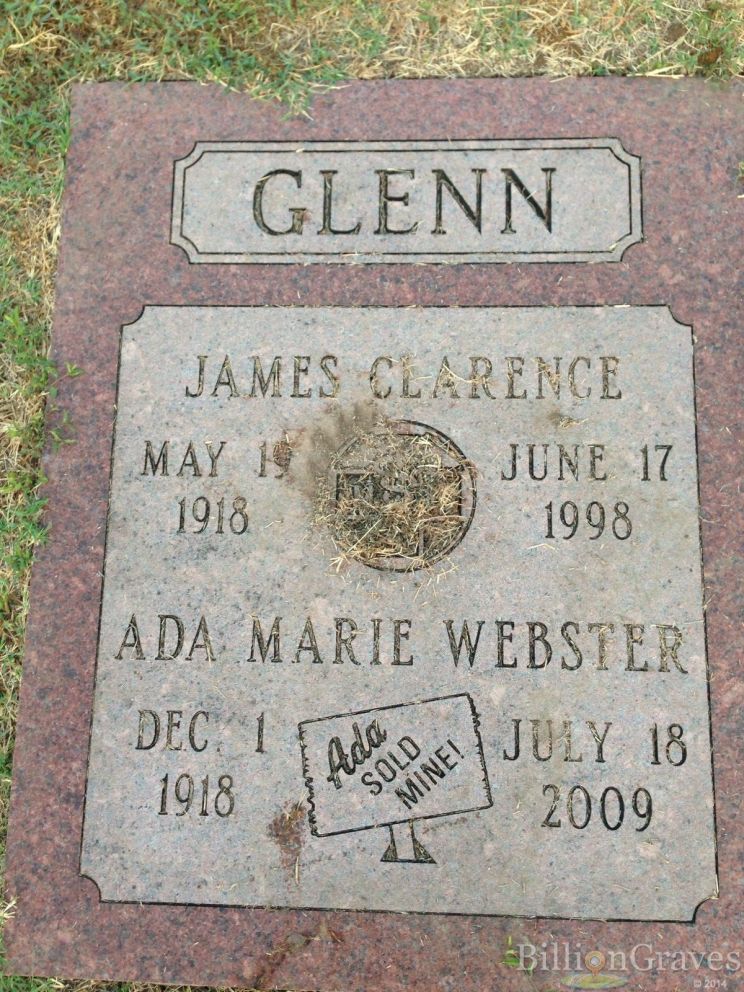 GLENN
JAMES CLARENCE
MAY 19 1918
JUNE 17 1998
ADA MARIE WEBSTER
DEC. 1 1918
Ada
SOLD
MINE!
JULY 18 2009
BillionGraves
© 2014